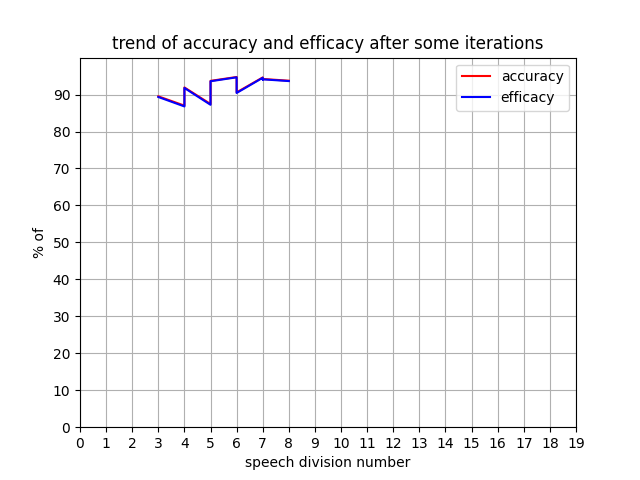 trend of accuracy and efficacy after some iterations
accuracy
efficacy
90
80
70
60
50
40
30
20
10
0
% of
0 1 2 3 4 5 6 7 8 9 10 11 12 13 14 15 16 17 18 19
speech division number